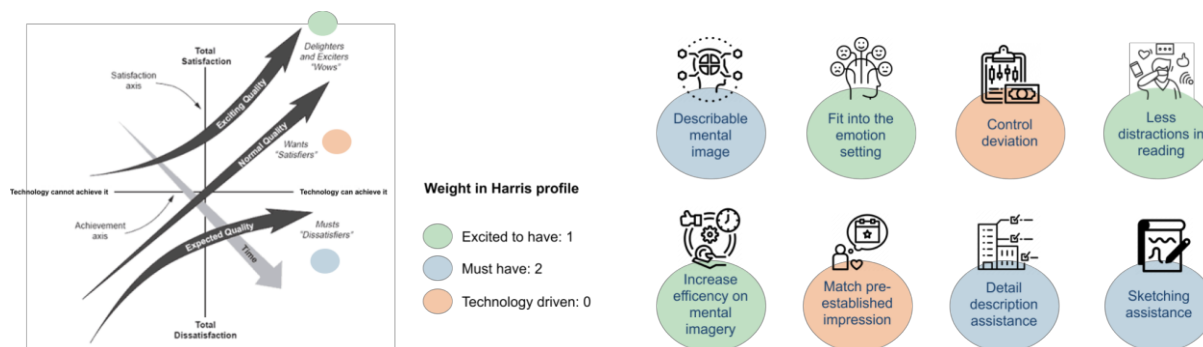 Total
Satisfaction
Delighters
and Exciters
"Wows"
Satisfaction
axis
Exciting Quality
Normal Quality
Wants
"Satisfiers"
Technology cannot achieve it
Technology can achieve it
Achievement
axis
Expected Quality
Musts
"Dissatisfiers"
Time
Total
Dissatisfaction
Weight in Harris profile
Excited to have: 1
Must have: 2
Technology driven: 0
Describable
mental
image
Fit into the
emotion
setting
Control
deviation
Less
distractions in
reading
Increase
efficency on
mental
imagery
Match pre-
established
impression
Detail
description
assistance
Sketching
assistance